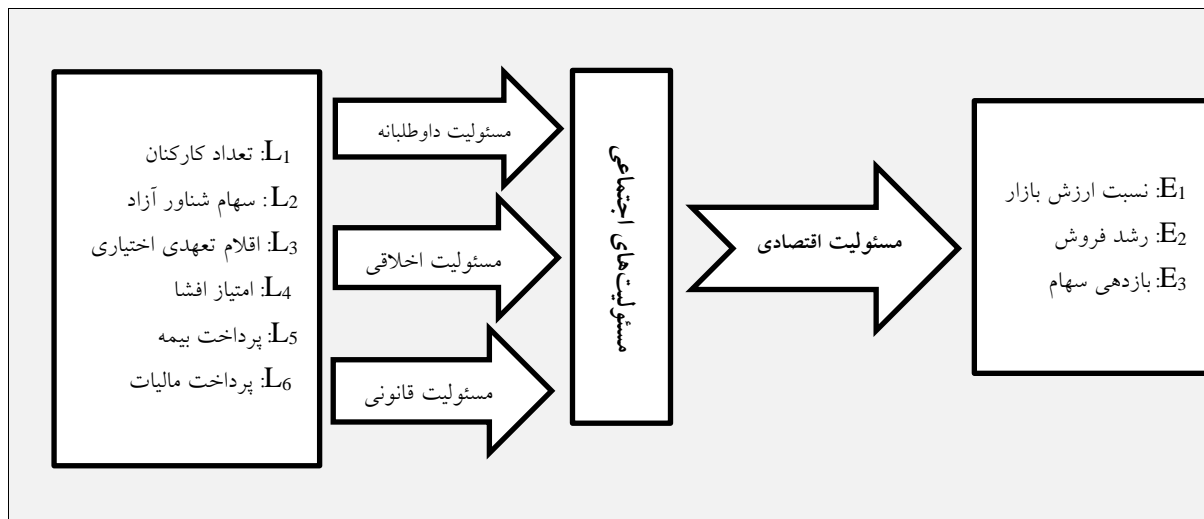 L1: تعداد کارکنان
L2: سهام شناور آزاد
L3: اقلام تعهدی اختیاری
L4: امتیاز افشا
L5: پرداخت بیمه
L6: پرداخت مالیات
مسئولیت داوطلبانه
مسئولیت اخلاقی
مسئولیت قانونی
مسئولیت‌های اجتماعی
مسئولیت اقتصادی
E1: نسبت ارزش بازار
E2: رشد فروش
E3: بازدهی سهام